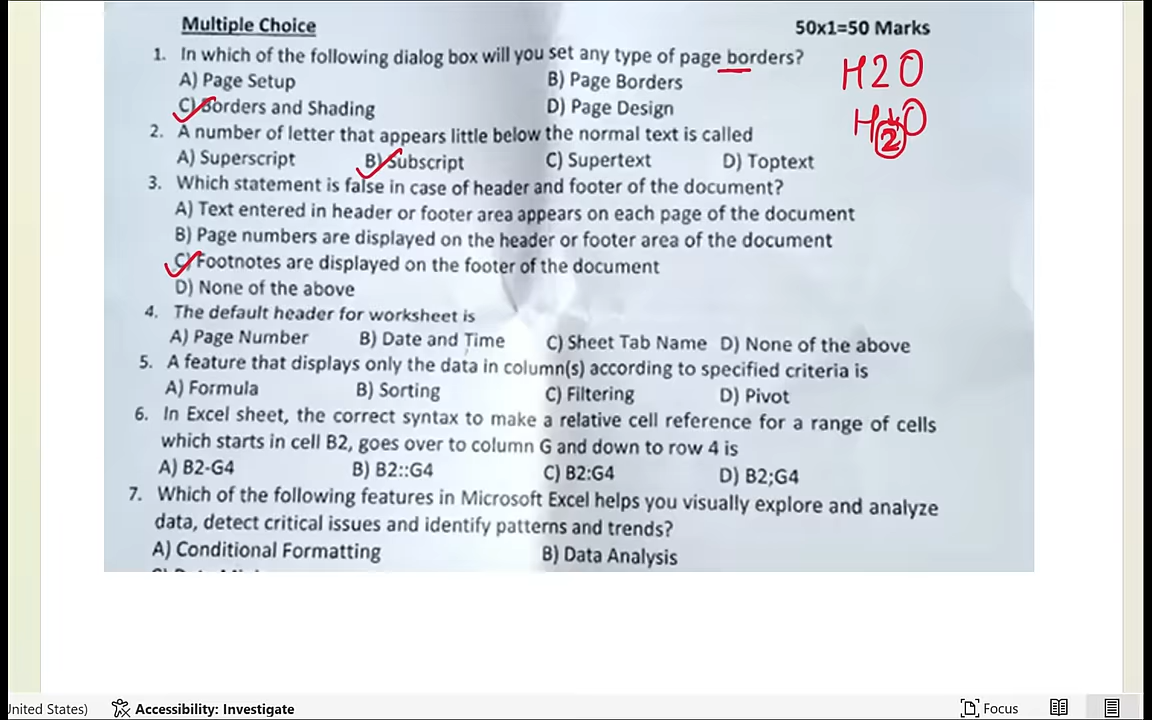 Multiple Choice 50x1=50 Marks
1. In which of the following dialog box will you set any type of page borders?
A) Page Setup B) Page Borders
C) Borders and Shading D) Page Design
H2O
H2O
2. A number of letter that appears little below the normal text is called
A) Superscript B) Subscript C) Supertext D) Toptext
3. Which statement is false in case of header and footer of the document?
A) Text entered in header or footer area appears on each page of the document
B) Page numbers are displayed on the header or footer area of the document
C) Footnotes are displayed on the footer of the document
D) None of the above
4. The default header for worksheet is
A) Page Number B) Date and Time C) Sheet Tab Name D) None of the above
5. A feature that displays only the data in column(s) according to specified criteria is
A) Formula B) Sorting C) Filtering D) Pivot
6. In Excel sheet, the correct syntax to make a relative cell reference for a range of cells
which starts in cell B2, goes over to column G and down to row 4 is
A) B2-G4 B) B2::G4 C) B2:G4 D) B2;G4
7. Which of the following features in Microsoft Excel helps you visually explore and analyze
data, detect critical issues and identify patterns and trends?
A) Conditional Formatting B) Data Analysis
United States) Accessibility: Investigate Focus